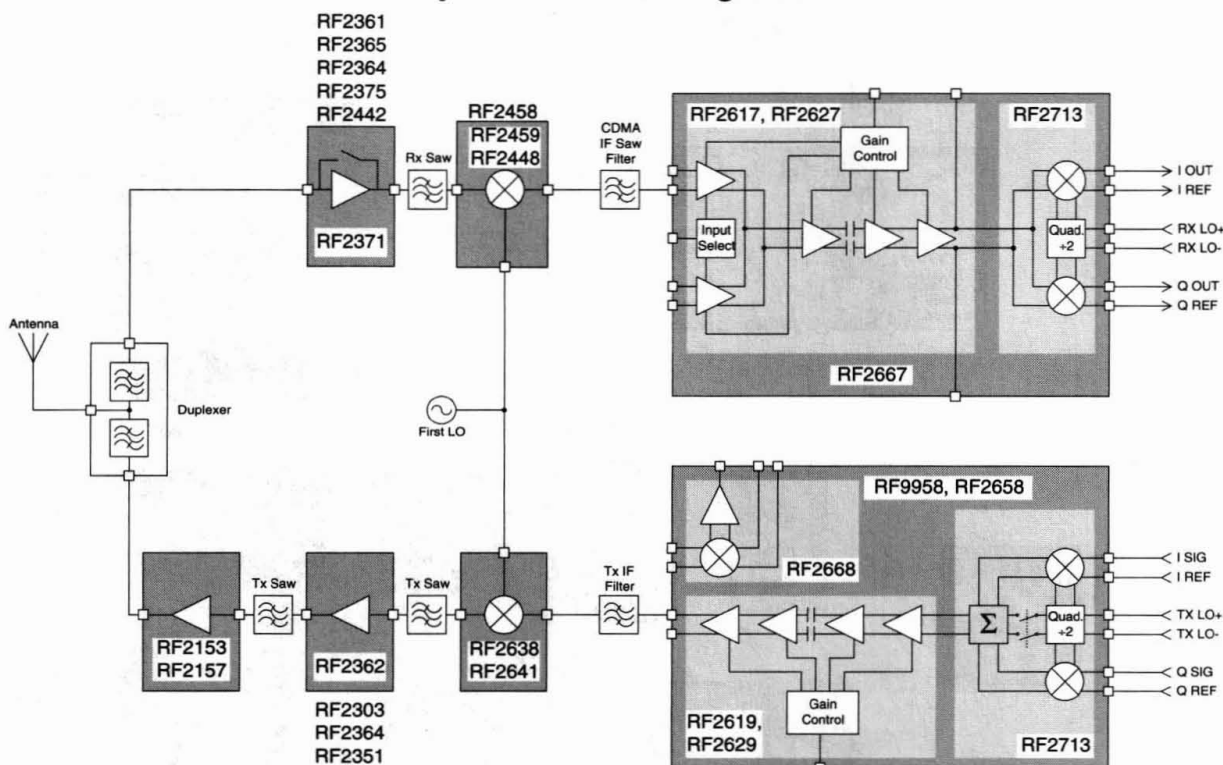 RF2361
RF2365
RF2364
RF2375
RF2442
RF2371
Rx Saw
RF2458
RF2459
RF2448
CDMA
IF Saw
Filter
RF2617, RF2627
Gain
Control
Input
Select
RF2713
Quad.
÷2
RF2667
I OUT
I REF
RX LO+
RX LO-
Q OUT
Q REF
Antenna
Duplexer
First LO
RF2153
RF2157
Tx Saw
RF2362
RF2303
RF2364
RF2351
Tx Saw
RF2638
RF2641
Tx IF
Filter
RF9958, RF2658
RF2668
Gain
Control
RF2619,
RF2629
Σ
Quad.
÷2
RF2713
I SIG
I REF
TX LO+
TX LO-
Q SIG
Q REF